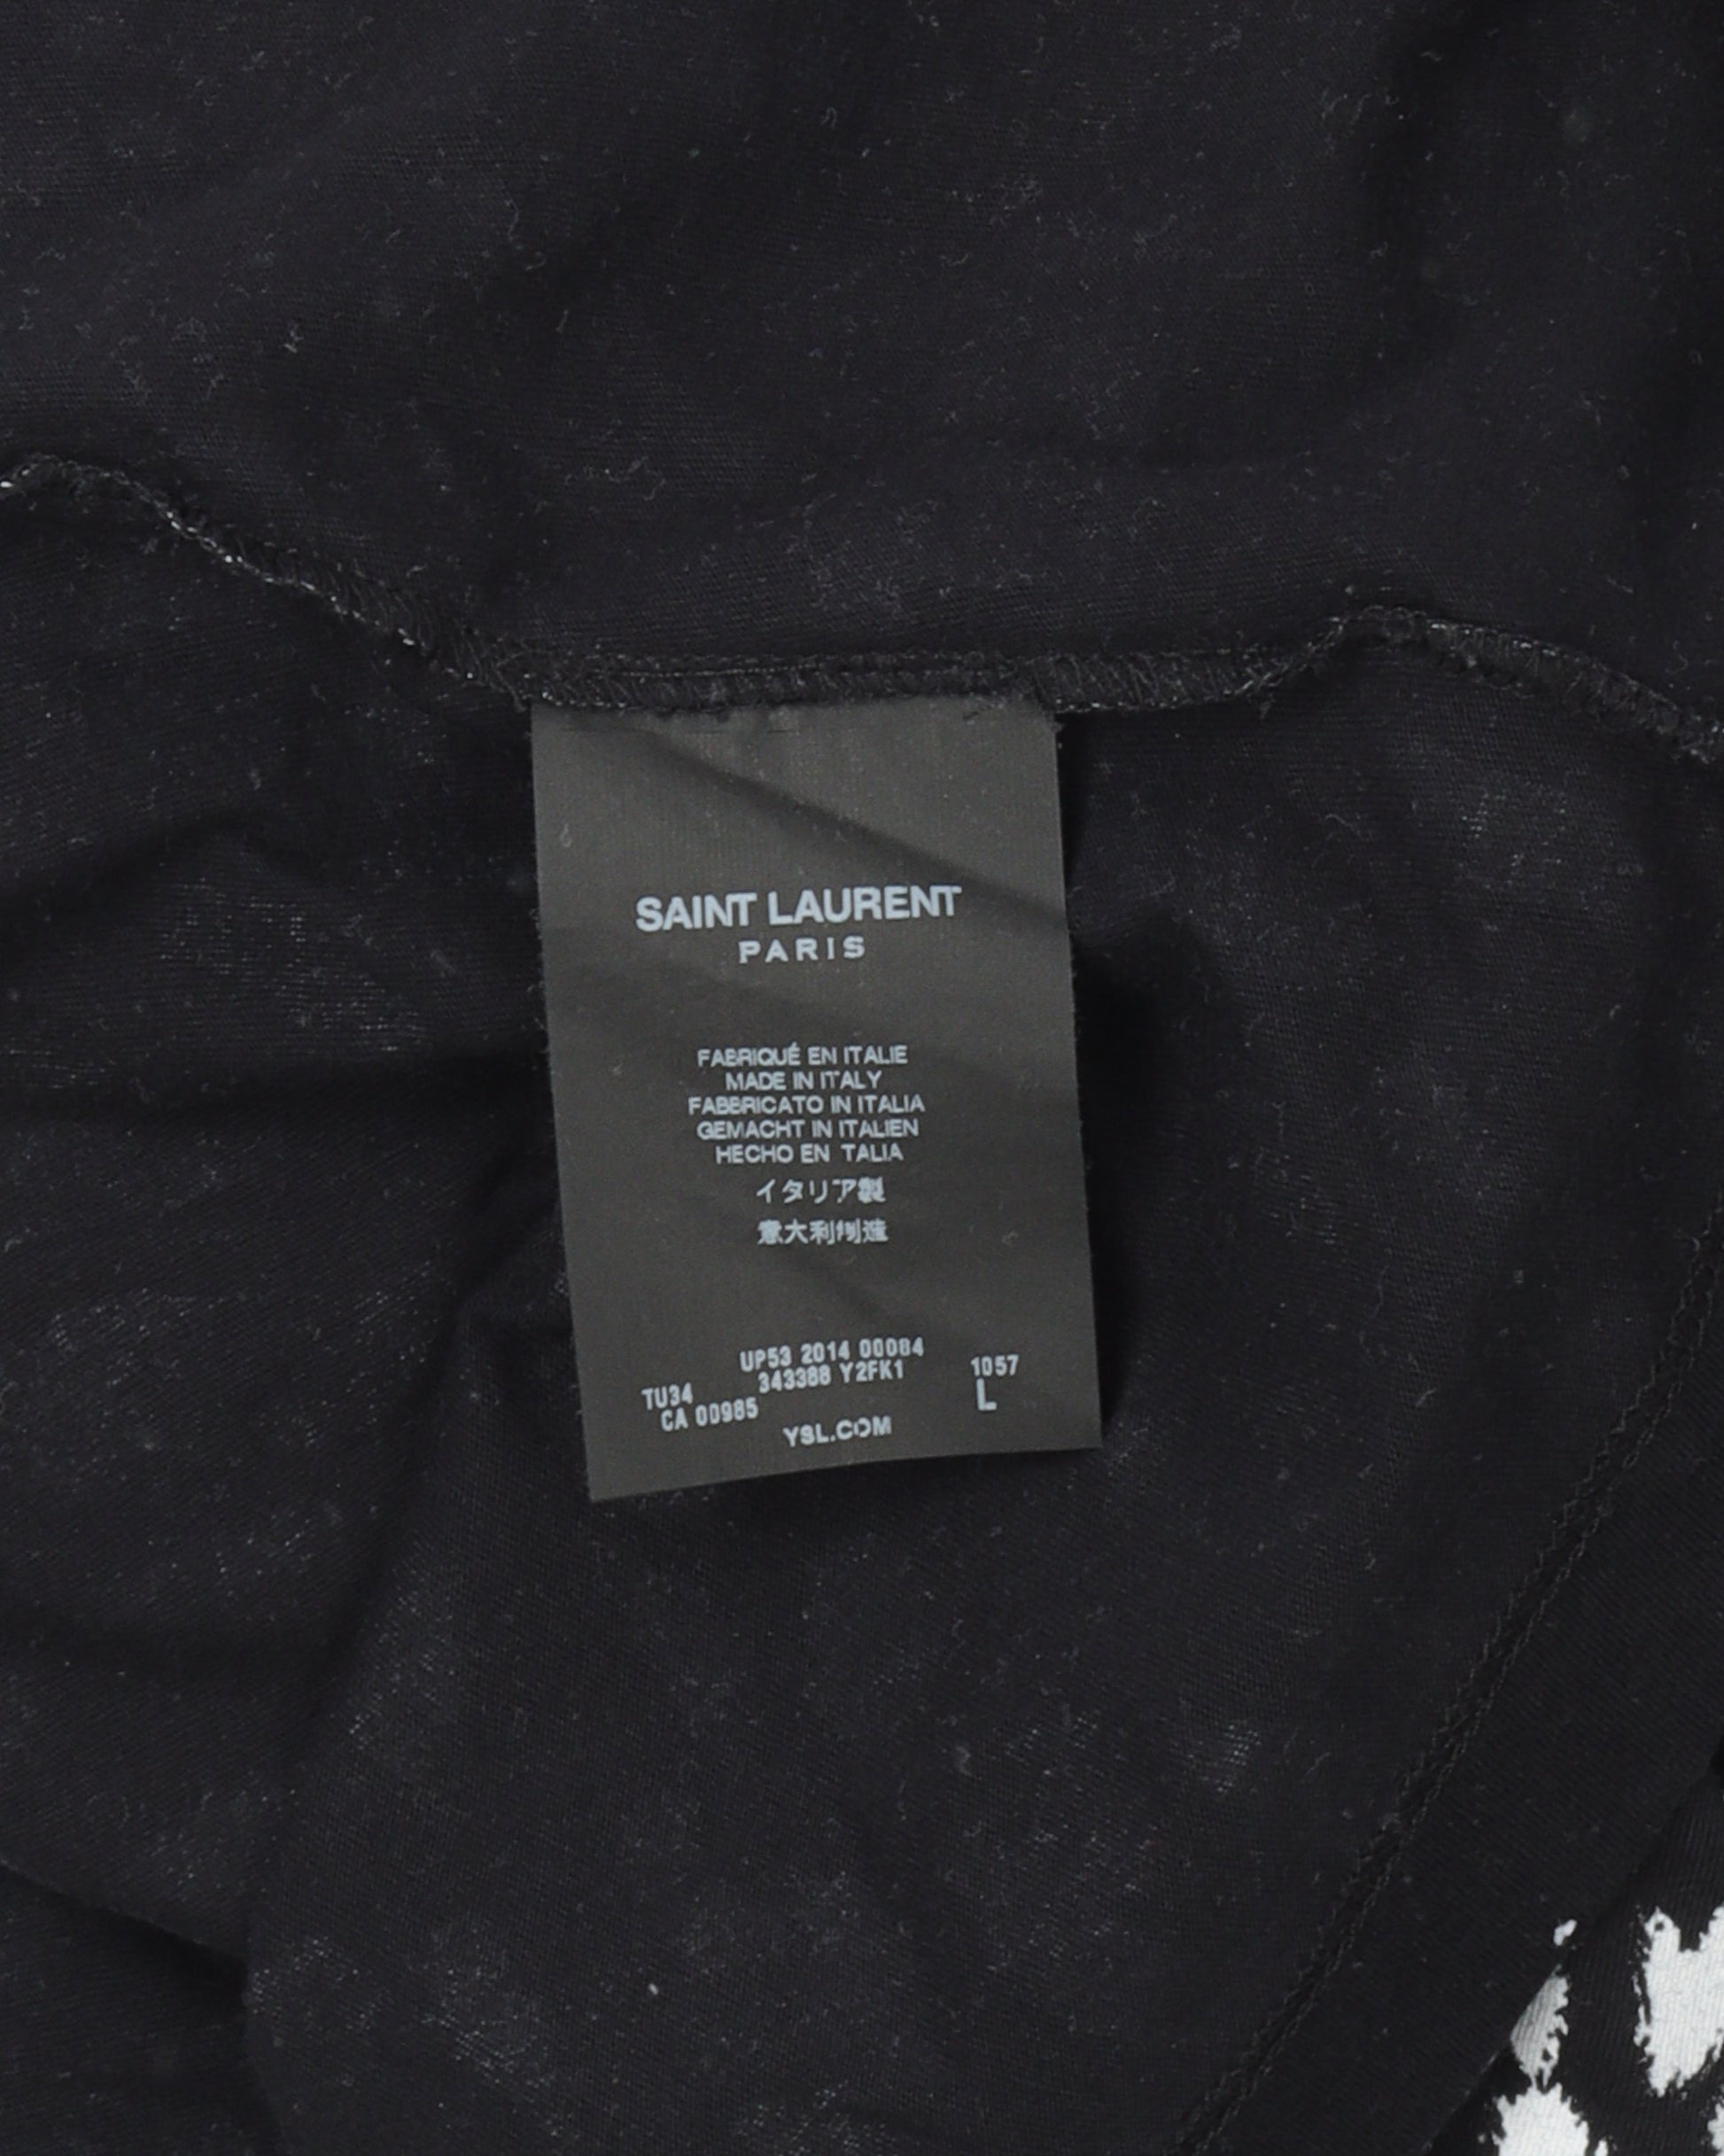 SAINT LAURENT
PARIS
FABRIQUÉ EN ITALIE
MADE IN ITALY
FABBRICATO IN ITALIA
GEMACHT IN ITALIEN
HECHO EN TALIA
イタリア製
意大利制造
UP53 2014 00084
343388 Y2FK1
1057
TU34
L
CA 00985
YSL.COM